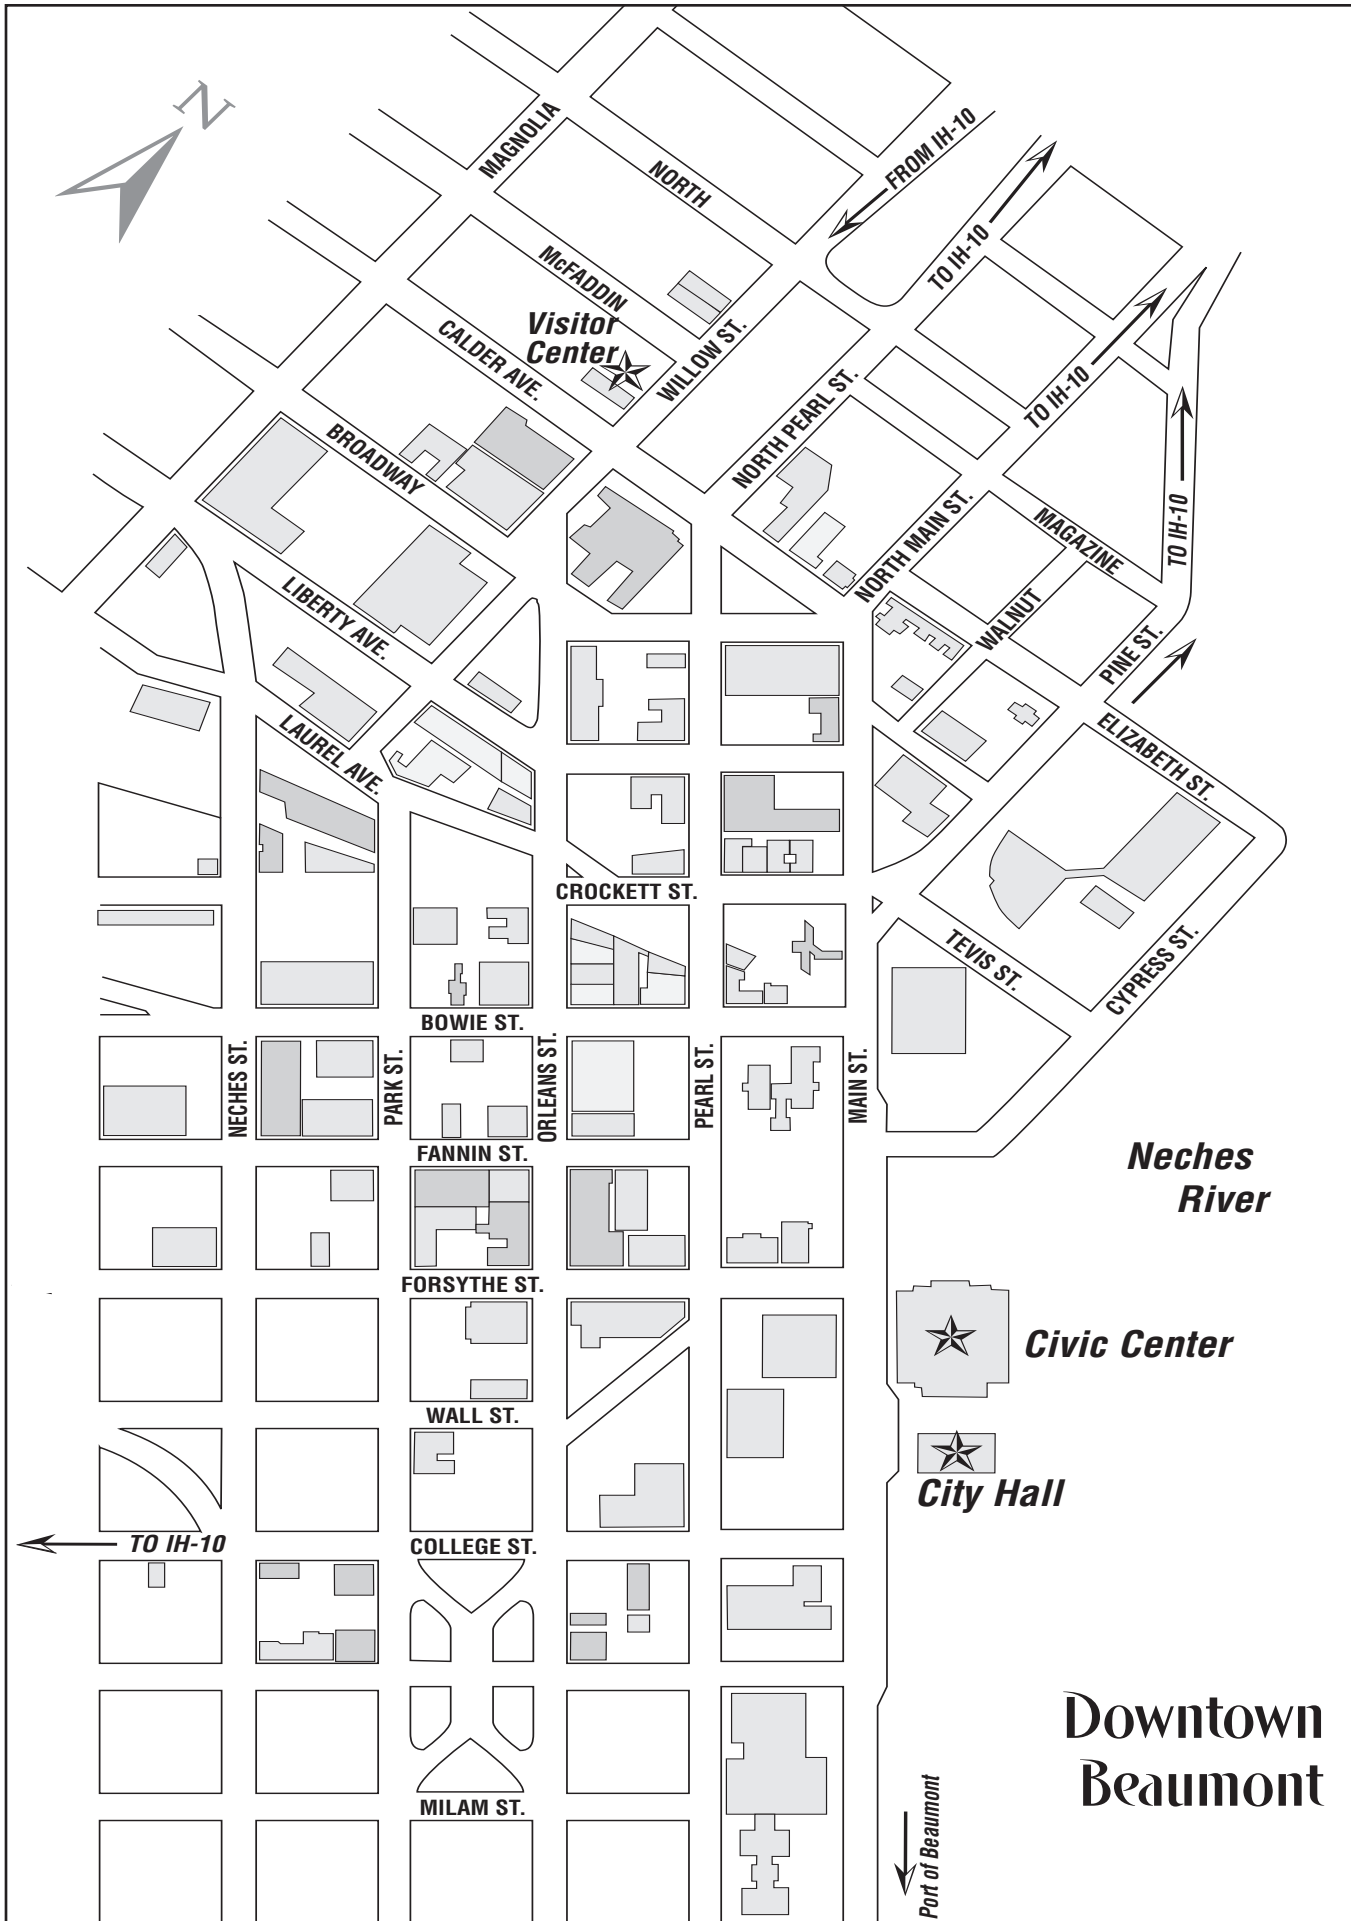 N
MAGNOLIA
FROM IH-10
NORTH
TO IH-10
McFADDIN
Visitor
Center
CALDER AVE.
WILLOW ST.
TO IH-10
NORTH PEARL ST.
BROADWAY
NORTH MAIN ST.
MAGAZINE
TO IH-10
LIBERTY AVE.
WALNUT
PINE ST.
LAUREL AVE.
ELIZABETH ST.
CROCKETT ST.
TEVIS ST.
CYPRESS ST.
BOWIE ST.
NECHES ST.
PARK ST.
ORLEANS ST.
PEARL ST.
MAIN ST.
FANNIN ST.
Neches
River
FORSYTHE ST.
Civic Center
WALL ST.
City Hall
TO IH-10
COLLEGE ST.
Downtown
Beaumont
MILAM ST.
Port of Beaumont